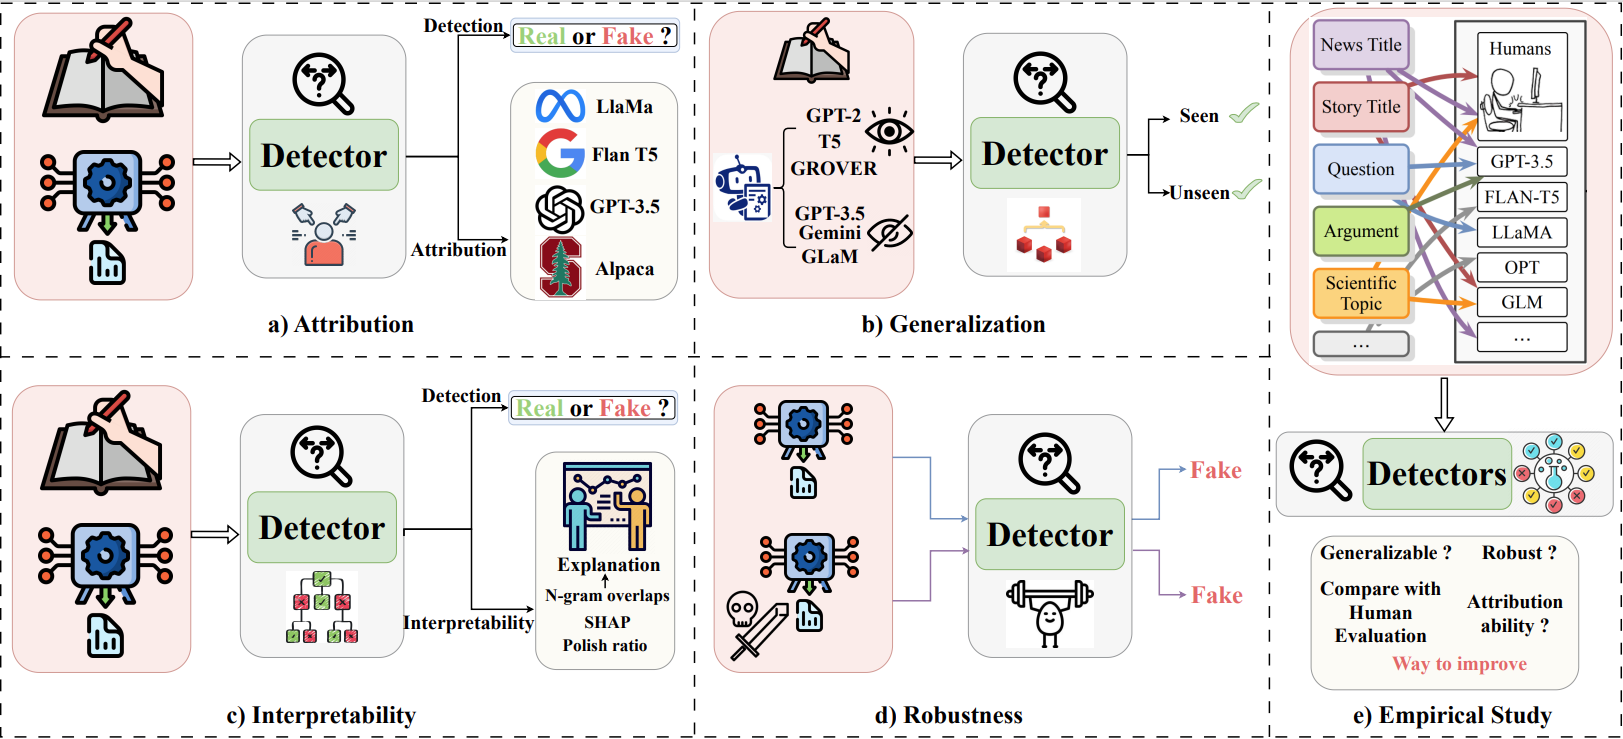 Detection
Real or Fake ?
Detector
LlaMa
Flan T5
GPT-3.5
Alpaca
Attribution
a) Attribution
GPT-2
T5
GROVER
GPT-3.5
Gemini
GLaM
Detector
Seen
Unseen
b) Generalization
Detection
Real or Fake ?
Detector
Explanation
N-gram overlaps
SHAP
Polish ratio
Interpretability
c) Interpretability
Detector
Fake
Fake
d) Robustness
News Title
Story Title
Question
Argument
Scientific
Topic
...
Humans
GPT-3.5
FLAN-T5
LLaMA
OPT
GLM
...
Detectors
Generalizable ?
Robust ?
Compare with
Human
Evaluation
Attribution
ability ?
Way to improve
e) Empirical Study